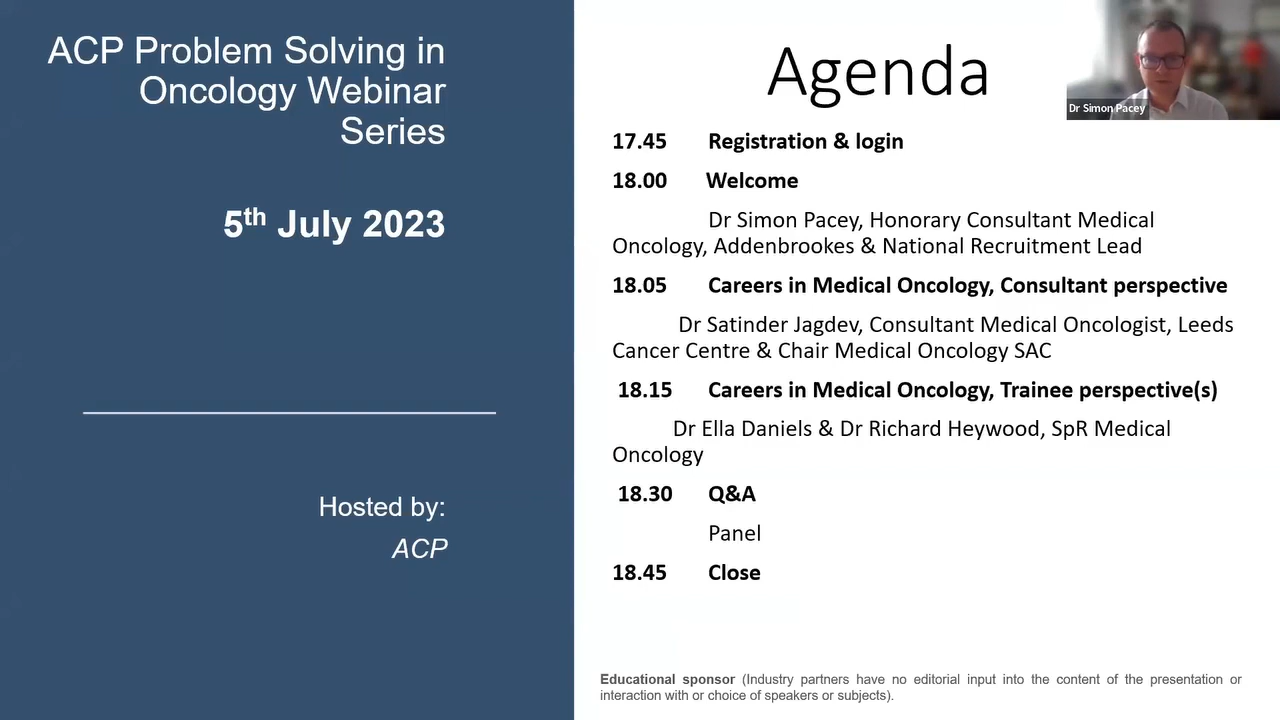 ACP Problem Solving in
Oncology Webinar
Series
5th July 2023
Hosted by:
ACP
Agenda
Dr Simon Pacey
17.45 Registration & login
18.00 Welcome
Dr Simon Pacey, Honorary Consultant Medical
Oncology, Addenbrookes & National Recruitment Lead
18.05 Careers in Medical Oncology, Consultant perspective
Dr Satinder Jagdev, Consultant Medical Oncologist, Leeds
Cancer Centre & Chair Medical Oncology SAC
18.15 Careers in Medical Oncology, Trainee perspective(s)
Dr Ella Daniels & Dr Richard Heywood, SpR Medical
Oncology
18.30 Q&A
Panel
18.45 Close
Educational sponsor (Industry partners have no editorial input into the content of the presentation or
interaction with or choice of speakers or subjects).